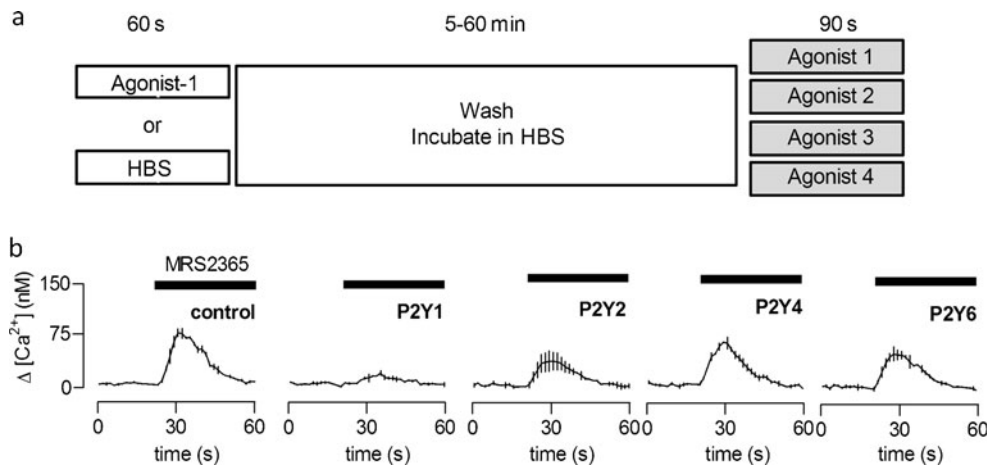 a
60 s 5-60 min 90 s
Agonist-1
or
HBS
Wash
Incubate in HBS
Agonist 1
Agonist 2
Agonist 3
Agonist 4
b
Δ [Ca²⁺] (nM)
150
75
0
MRS2365
control P2Y1 P2Y2 P2Y4 P2Y6
0 30 60 0 30 60 0 30 60 0 30 60 0 30 60
time (s) time (s) time (s) time (s) time (s)